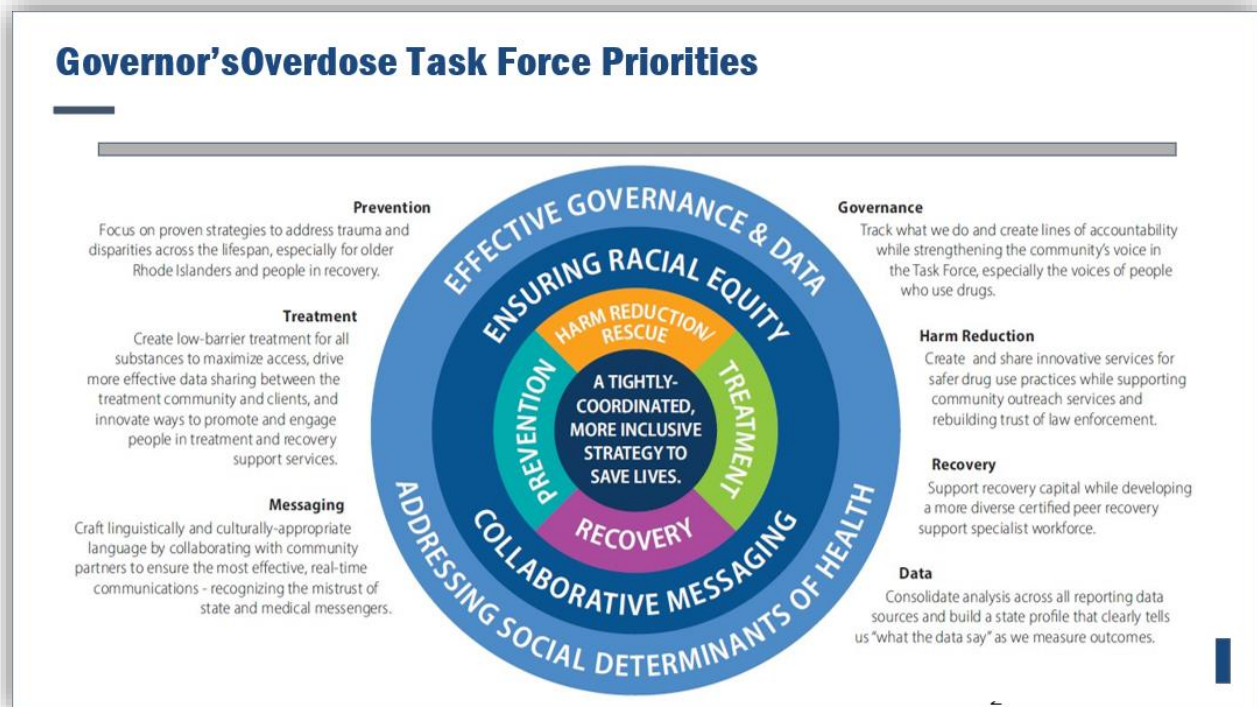 Governor'sOverdose Task Force Priorities
Prevention
Focus on proven strategies to address trauma and
disparities across the lifespan, especially for older
Rhode Islanders and people in recovery.
Treatment
Create low-barrier treatment for all
substances to maximize access, drive
more effective data sharing between the
treatment community and clients, and
innovate ways to promote and engage
people in treatment and recovery
support services.
Messaging
Craft linguistically and culturally-appropriate
language by collaborating with community
partners to ensure the most effective, real-time
communications - recognizing the mistrust of
state and medical messengers.
EFFECTIVE GOVERNANCE & DATA
ENSURING RACIAL EQUITY
HARM REDUCTION/
RESCUE
PREVENTION
A TIGHTLY-
COORDINATED,
MORE INCLUSIVE
STRATEGY TO
SAVE LIVES.
TREATMENT
RECOVERY
COLLABORATIVE MESSAGING
ADDRESSING SOCIAL DETERMINANTS OF HEALTH
Governance
Track what we do and create lines of accountability
while strengthening the community's voice in
the Task Force, especially the voices of people
who use drugs.
Harm Reduction
Create and share innovative services for
safer drug use practices while supporting
community outreach services and
rebuilding trust of law enforcement.
Recovery
Support recovery capital while developing
a more diverse certified peer recovery
support specialist workforce.
Data
Consolidate analysis across all reporting data
sources and build a state profile that clearly tells
us "what the data say" as we measure outcomes.